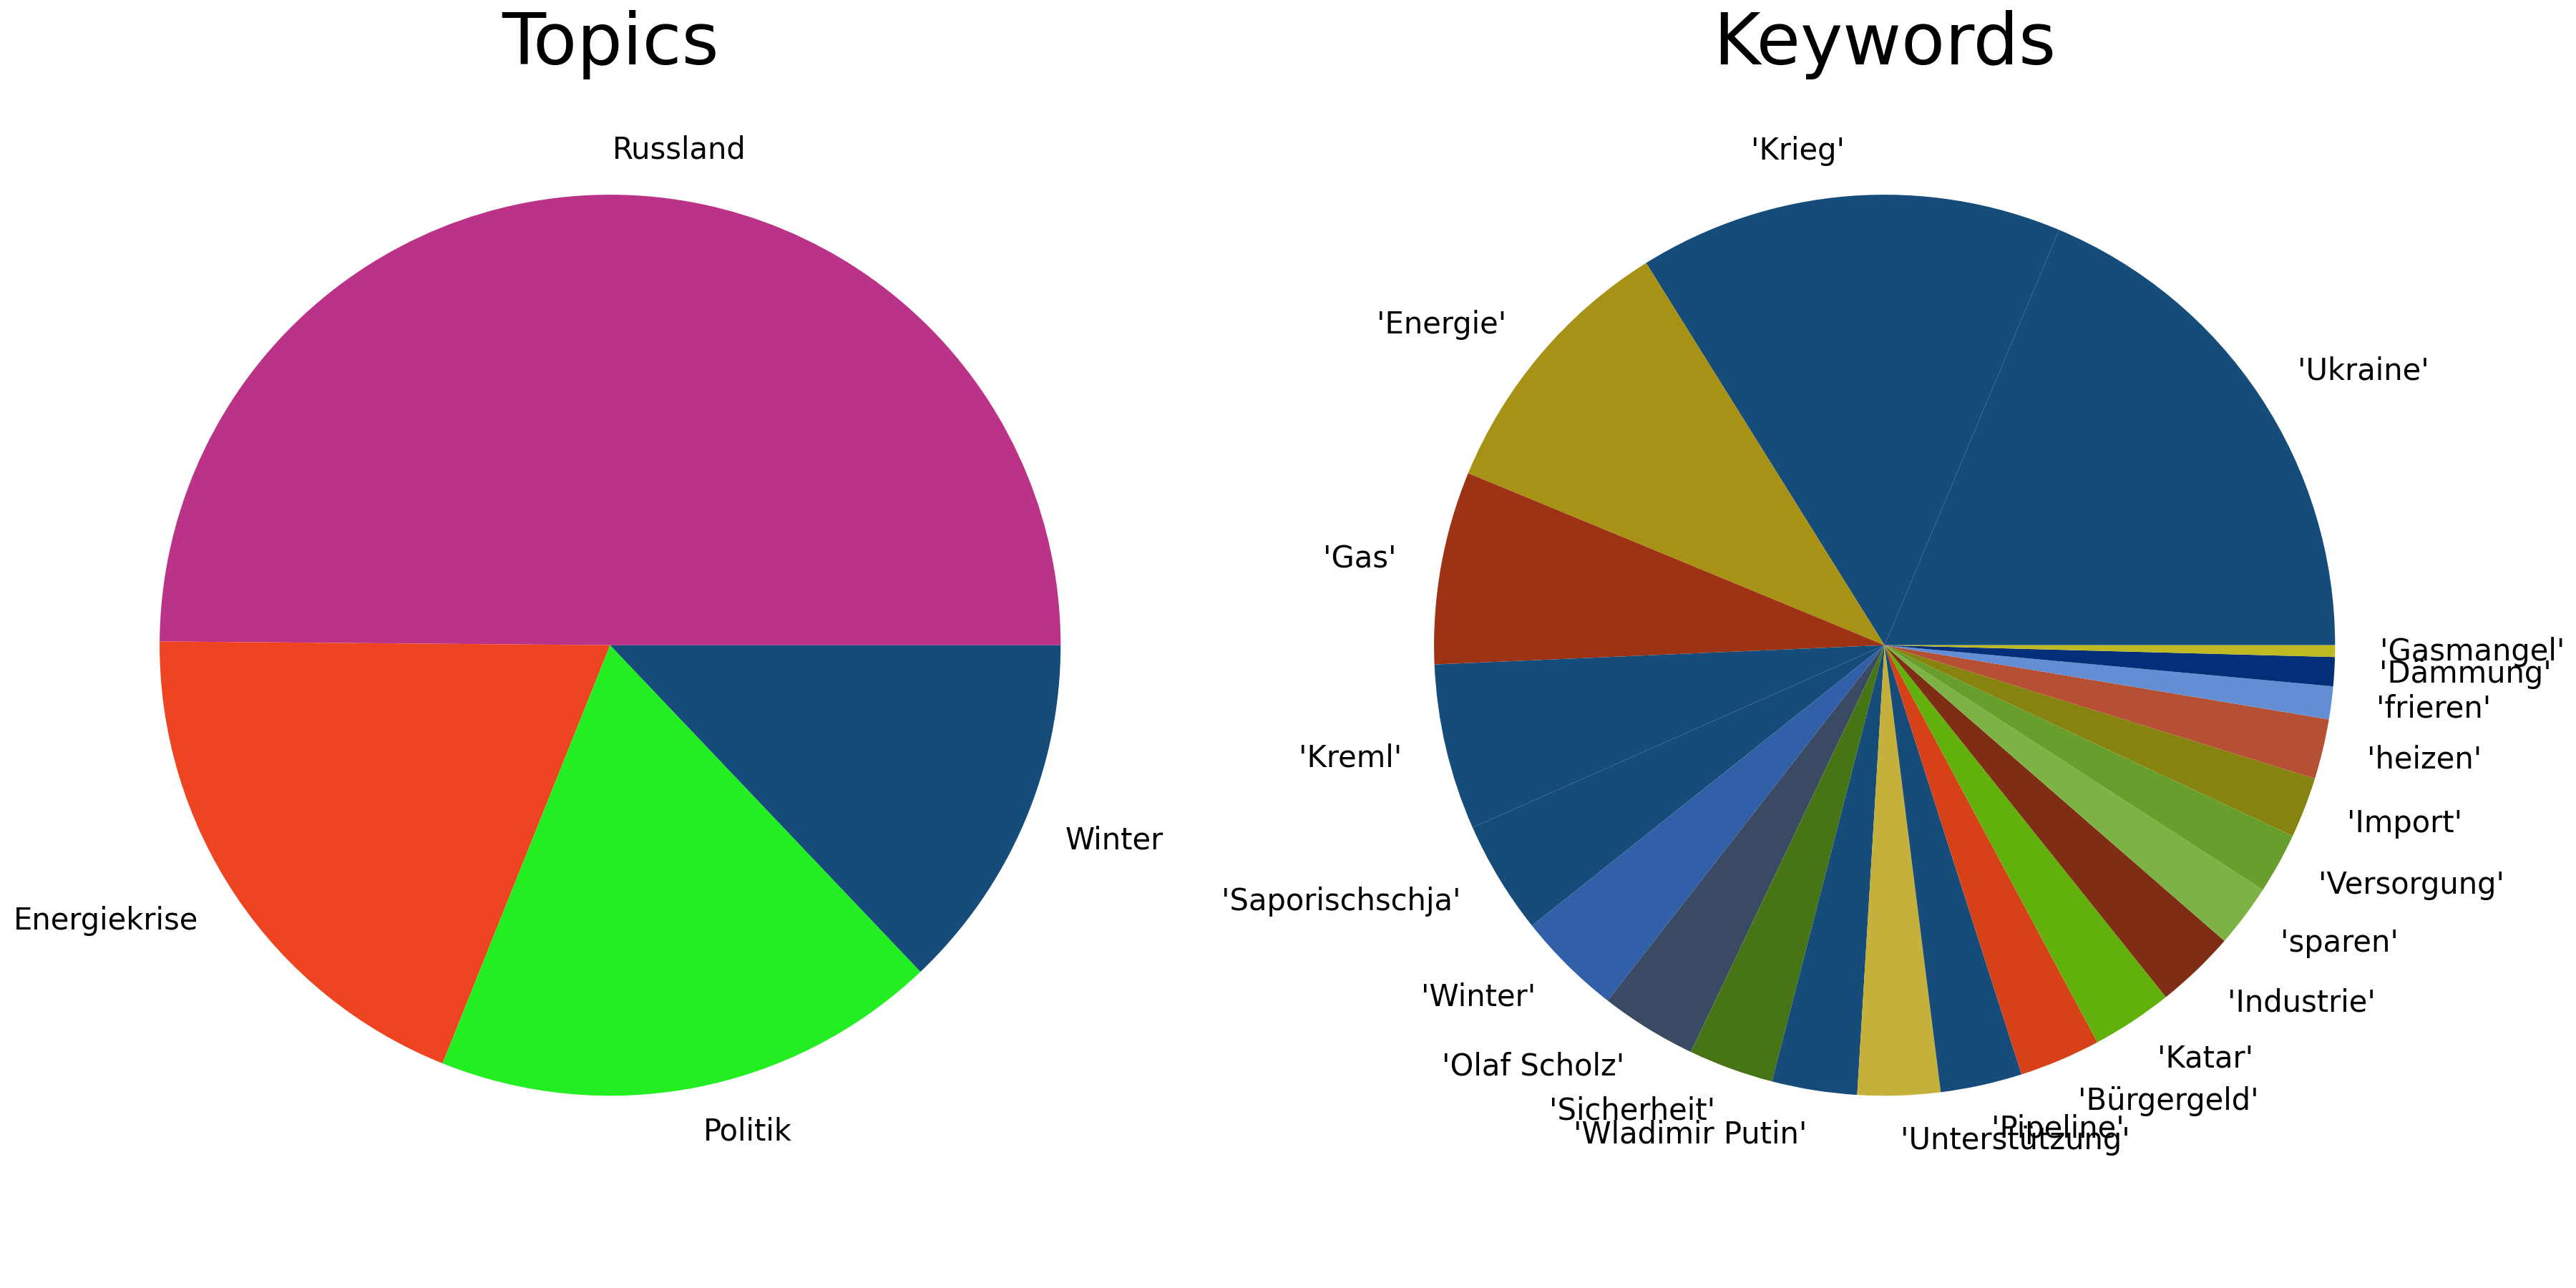 Topics
Russland
Energiekrise
Politik
Winter
Keywords
'Ukraine'
'Krieg'
'Energie'
'Gas'
'Kreml'
'Saporischschja'
'Winter'
'Olaf Scholz'
'Sicherheit'
'Wladimir Putin'
'Unterstützung'
'Pipeline'
'Bürgergeld'
'Katar'
'Industrie'
'sparen'
'Versorgung'
'Import'
'heizen'
'frieren'
'Dämmung'
'Gasmangel'